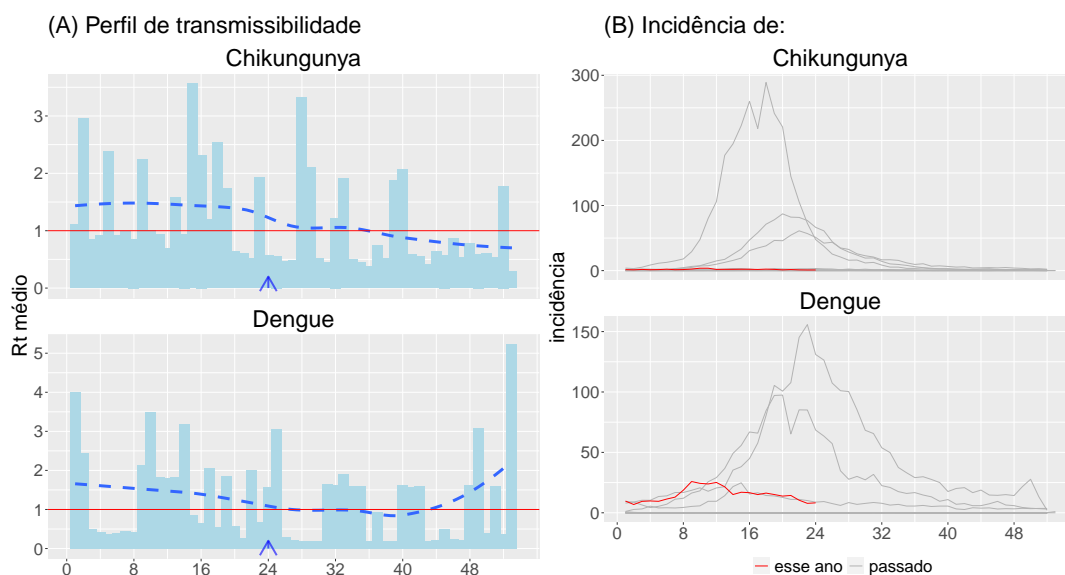 (A) Perfil de transmissibilidade
Chikungunya
3
2
1
0
Dengue
5
4
3
2
1
0
0 8 16 24 32 40 48
Rt médio
(B) Incidência de:
Chikungunya
300
200
100
0
Dengue
150
100
50
25
0
0 8 16 24 32 40 48
incidência
esse ano passado